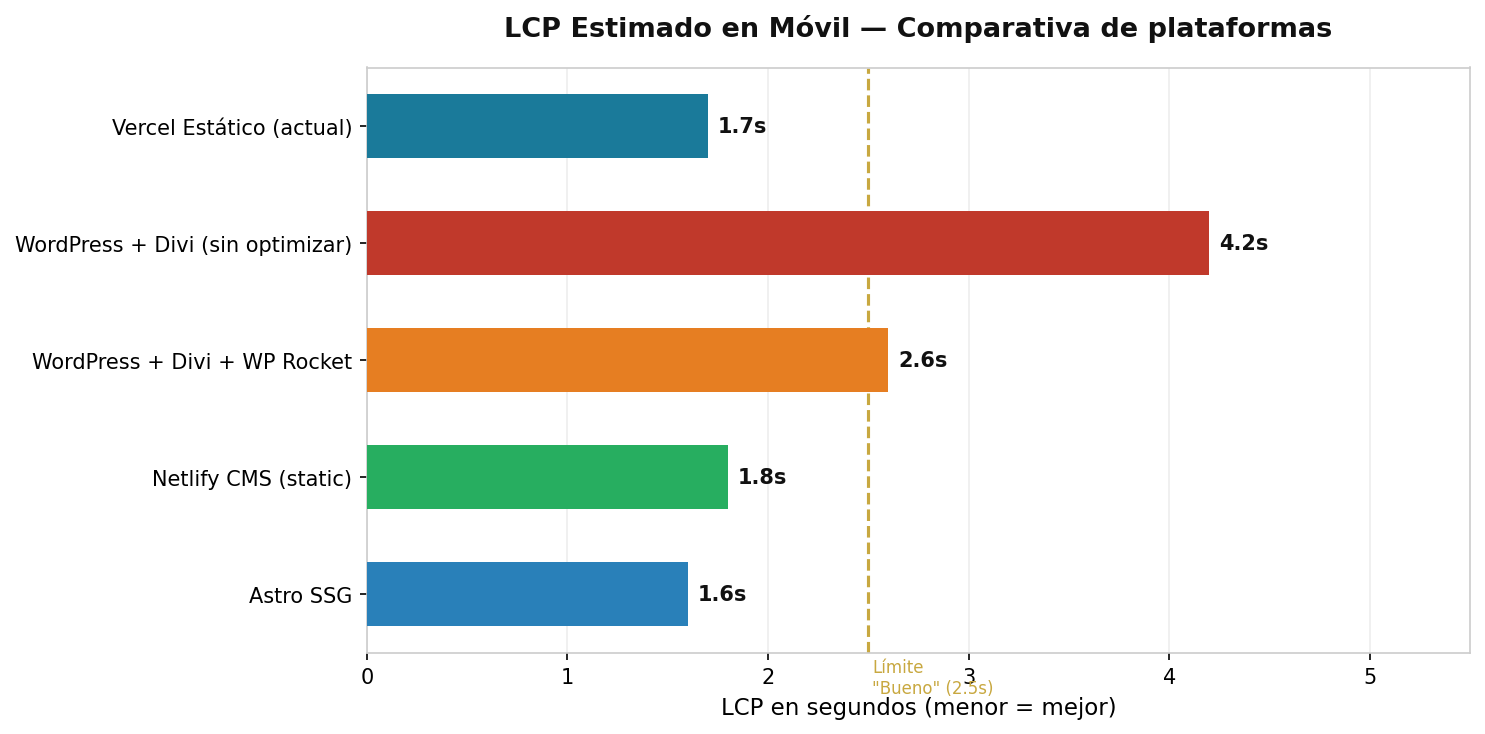 LCP Estimado en Móvil — Comparativa de plataformas
Vercel Estático (actual)
1.7s
WordPress + Divi (sin optimizar)
4.2s
WordPress + Divi + WP Rocket
2.6s
Netlify CMS (static)
1.8s
Astro SSG
1.6s
0 1 2 3 4 5
Límite
"Bueno" (2.5s)
LCP en segundos (menor = mejor)